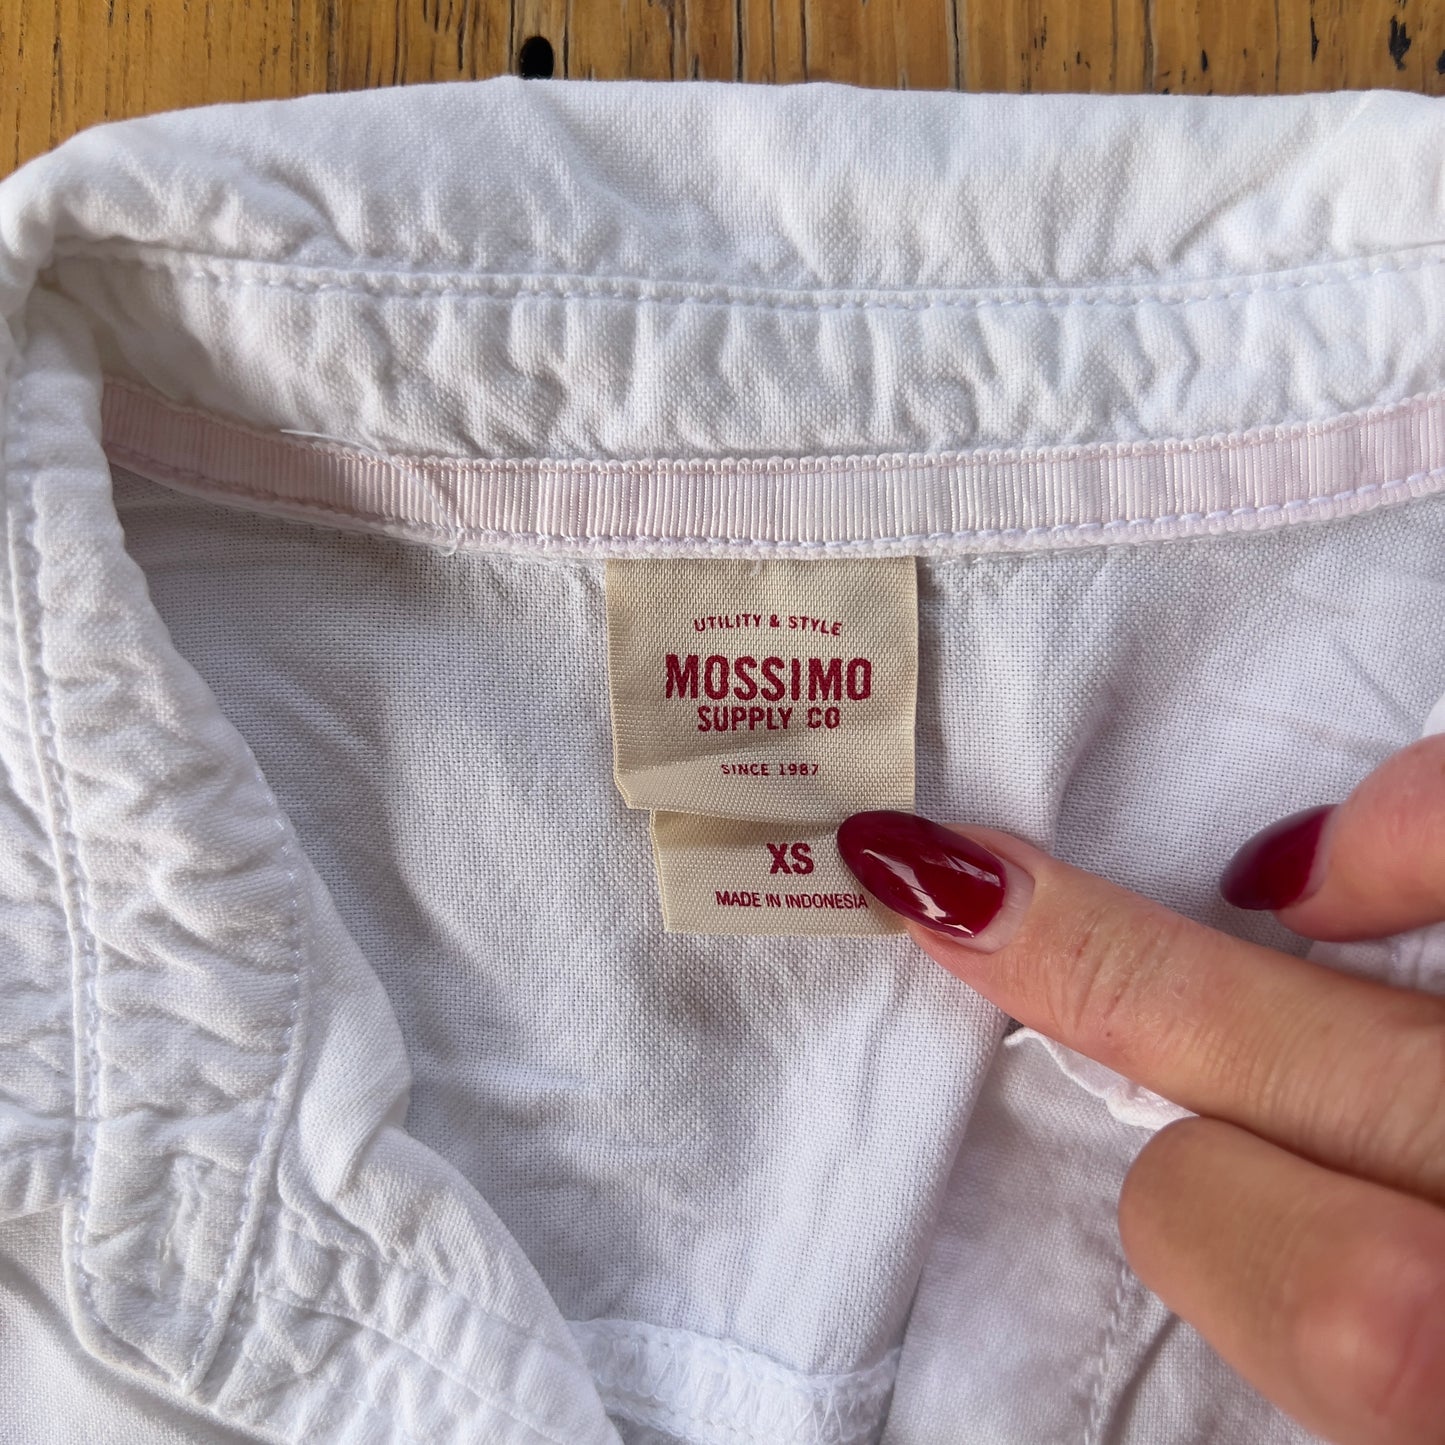 UTILITY & STYLE
MOSSIMO
SUPPLY CO
SINCE 1987
XS
MADE IN INDONESIA